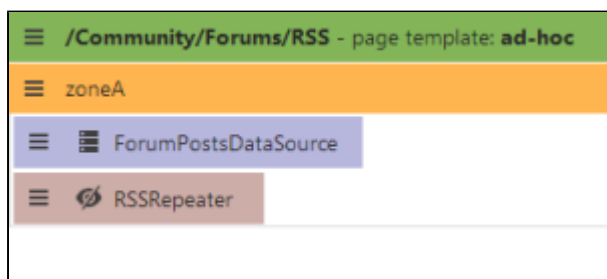 /Community/Forums/RSS - page template: ad-hoc
zoneA
ForumPostsDataSource
RSSRepeater